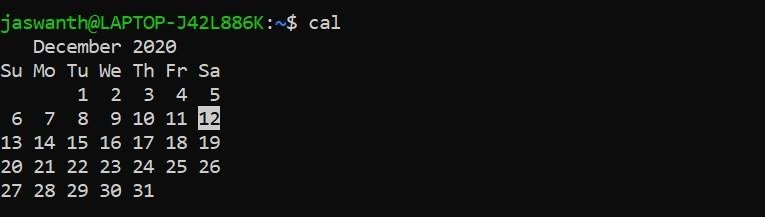 jaswanth@LAPTOP-J42L886K:~$ cal
   December 2020
Su Mo Tu We Th Fr Sa
       1  2  3  4  5
 6  7  8  9 10 11 12
13 14 15 16 17 18 19
20 21 22 23 24 25 26
27 28 29 30 31